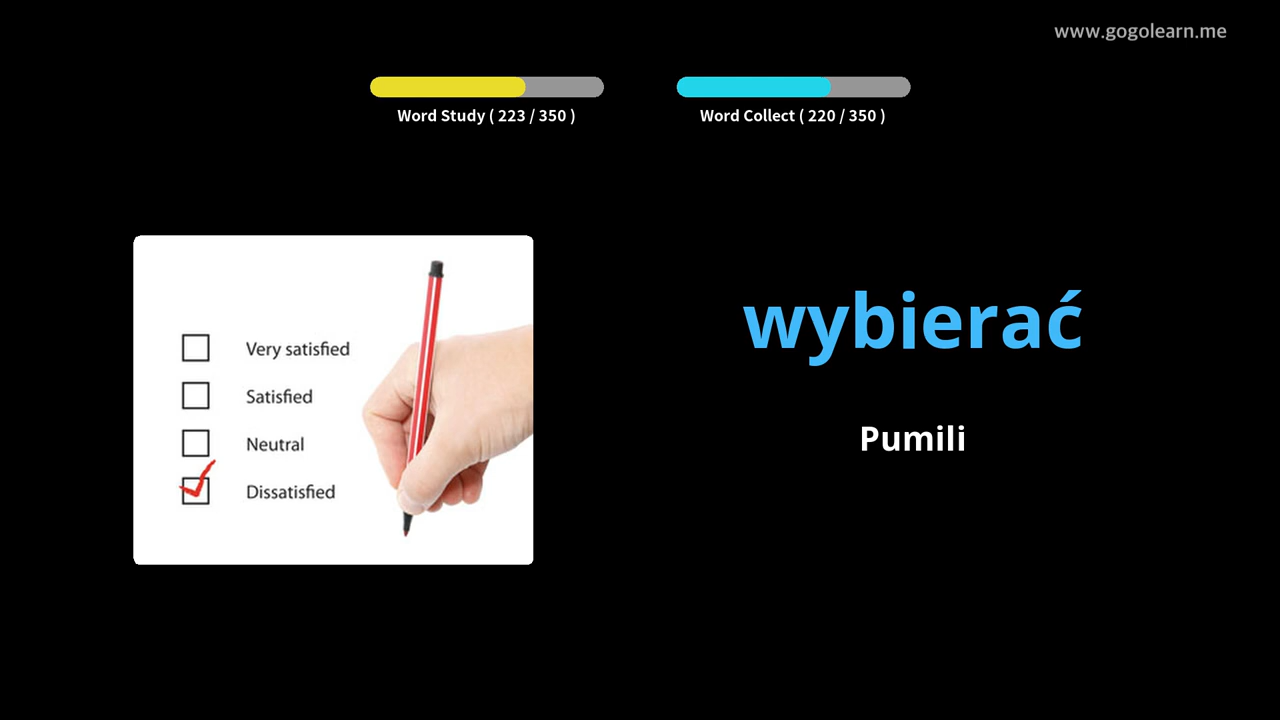 www.gogolearn.me
Word Study ( 223 / 350 )
Word Collect ( 220 / 350 )
Very satisfied
Satisfied
Neutral
Dissatisfied
wybierać
Pumili